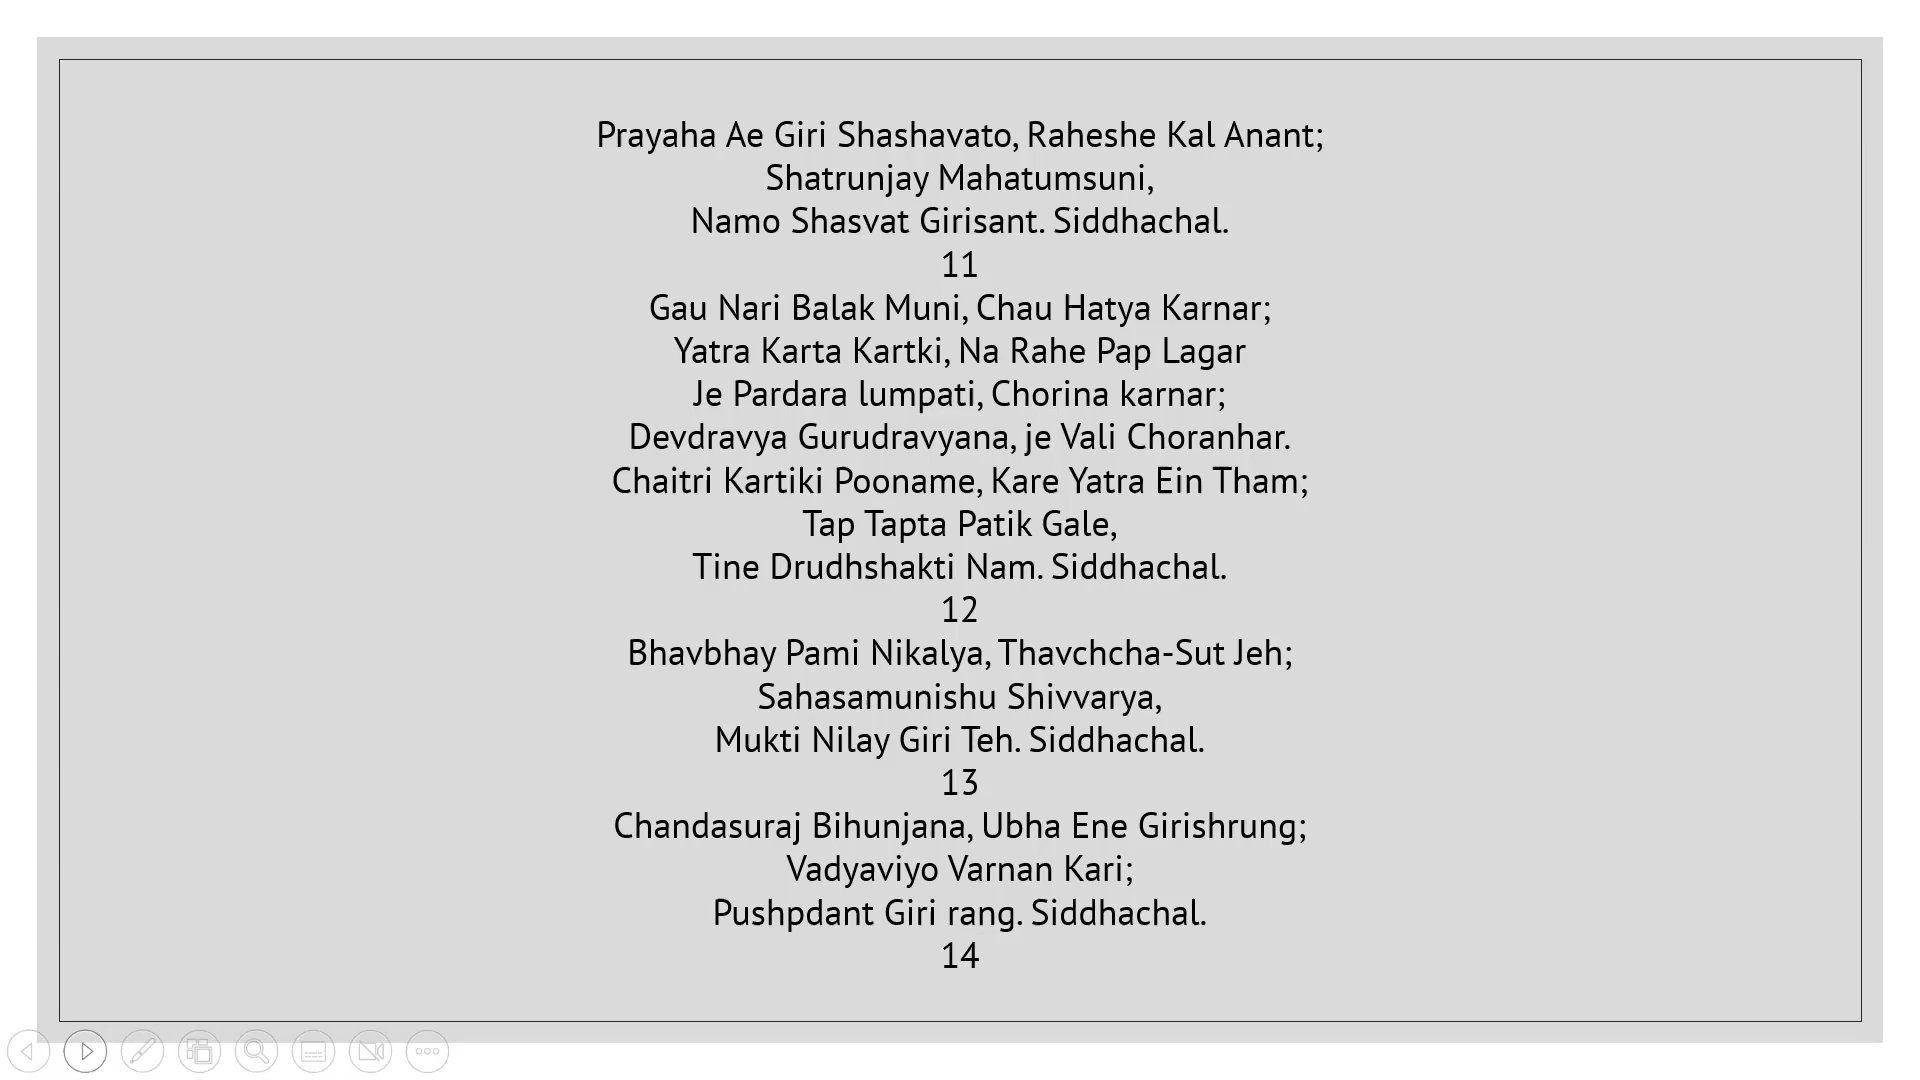 Prayaha Ae Giri Shashavato, Raheshe Kal Anant;
Shatrunjay Mahatumsuni,
Namo Shasvat Girisant. Siddhachal.
11
Gau Nari Balak Muni, Chau Hatya Karnar;
Yatra Karta Kartki, Na Rahe Pap Lagar
Je Pardara lumpati, Chorina karnar;
Devdravya Gurudravyana, je Vali Choranhar.
Chaitri Kartiki Pooname, Kare Yatra Ein Tham;
Tap Tapta Patik Gale,
Tine Drudhshakti Nam. Siddhachal.
12
Bhavbhay Pami Nikalya, Thavchcha-Sut Jeh;
Sahasamunishu Shivvarya,
Mukti Nilay Giri Teh. Siddhachal.
13
Chandasuraj Bihunjana, Ubha Ene Girishrung;
Vadyaviyo Varnan Kari;
Pushpdant Giri rang. Siddhachal.
14